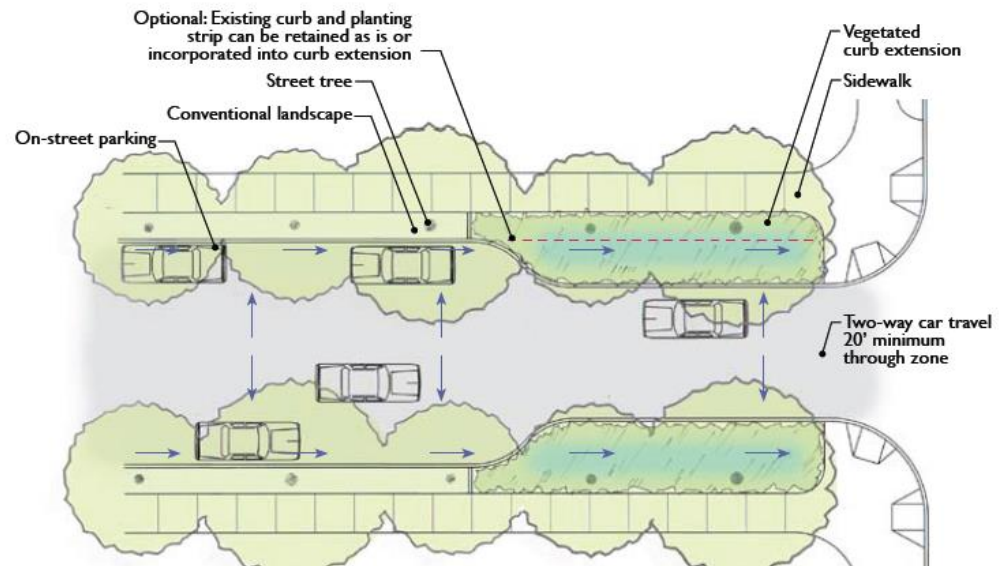 Optional: Existing curb and planting
strip can be retained as is or
incorporated into curb extension
Street tree
Conventional landscape
On-street parking
Vegetated
curb extension
Sidewalk
Two-way car travel
20' minimum
through zone